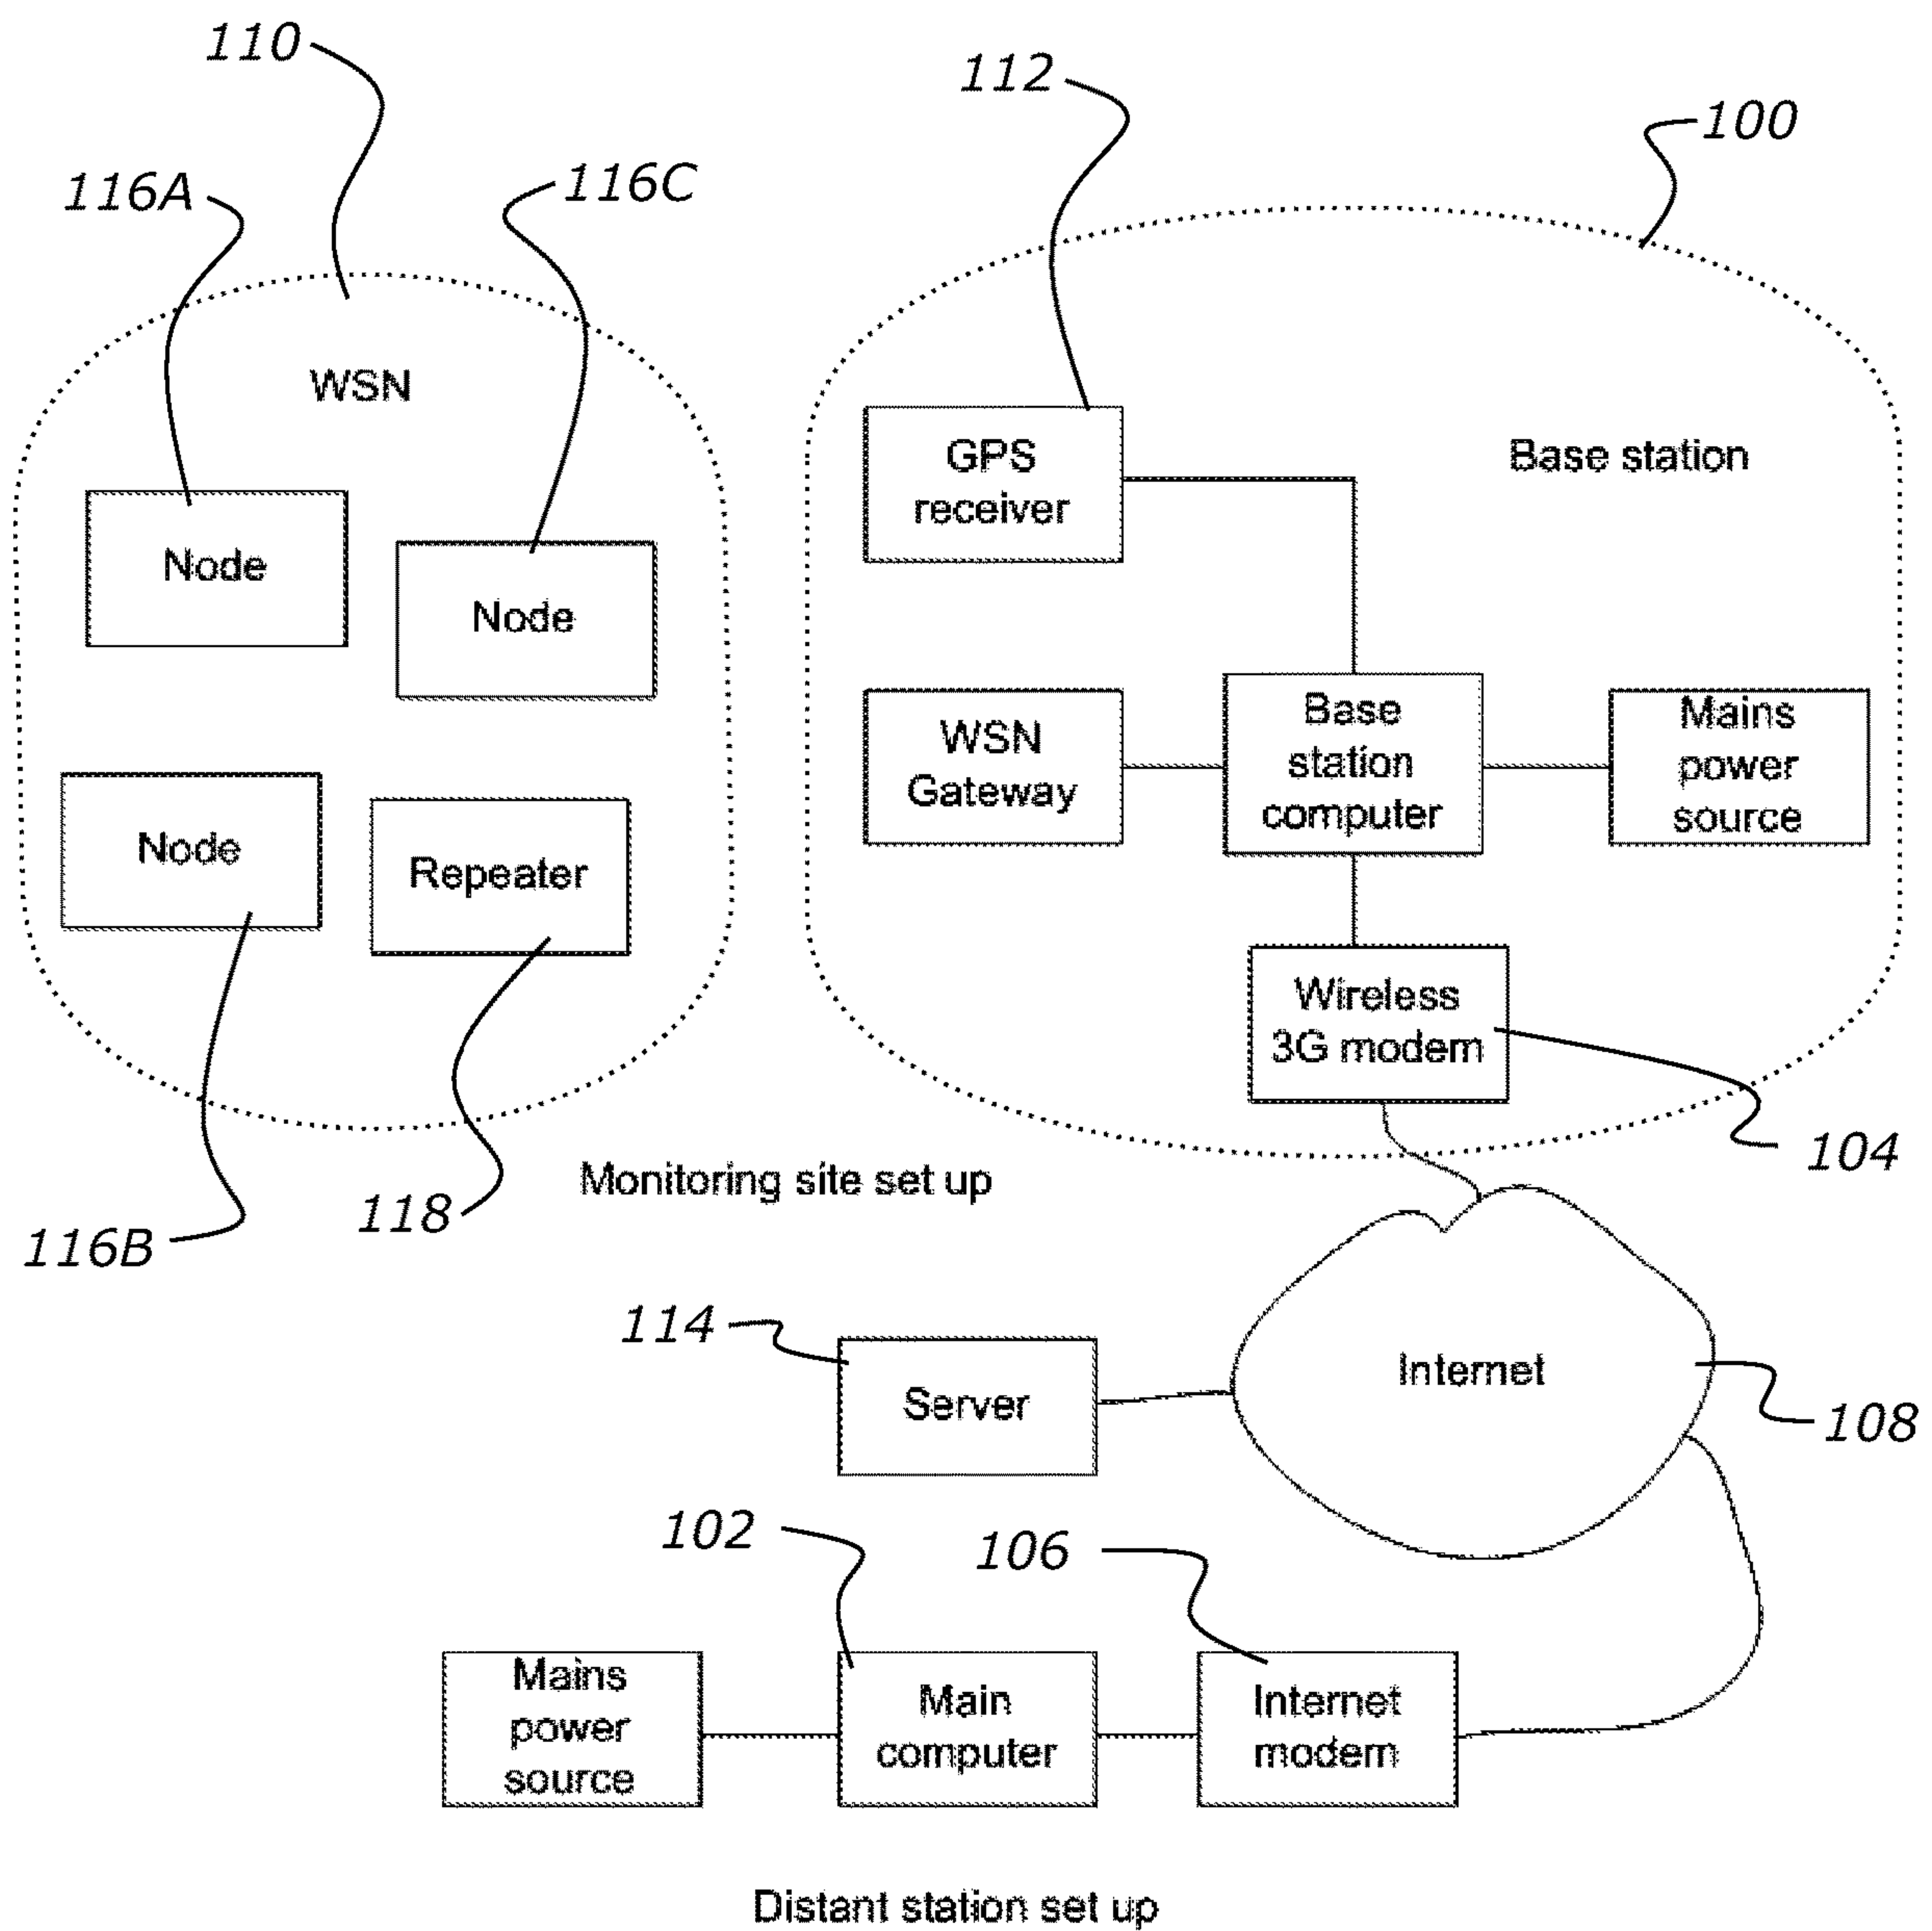 110
112
100
116A
116C
WSN
GPS
receiver
Base station
Node
Node
WSN
Gateway
Base
station
computer
Mains
power
source
Node
Repeater
Wireless
3G modem
104
Monitoring site set up
118
116B
114
Server
Internet
108
102
106
Mains
power
source
Main
computer
Internet
modem
Distant station set up